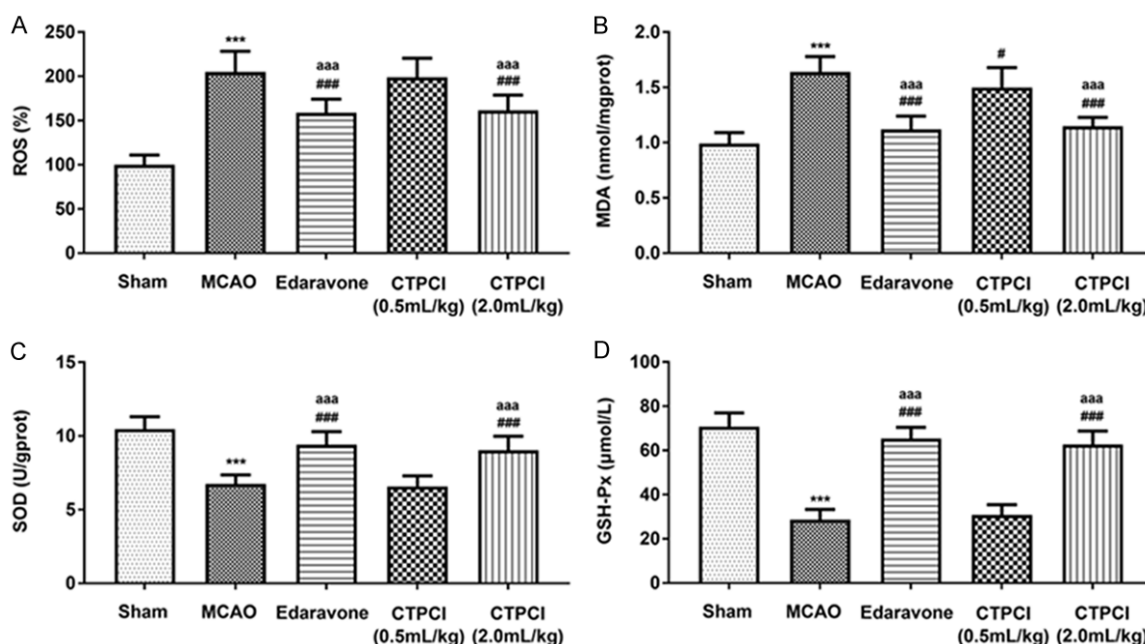 A
ROS (%)
250
200
150
100
50
0
***
aaa
###
aaa
###
Sham
MCAO
Edaravone
CTPCI
(0.5mL/kg)
CTPCI
(2.0mL/kg)
B
MDA (nmol/mgprot)
2.0
1.5
1.0
0.5
0.0
***
aaa
###
#
aaa
###
Sham
MCAO
Edaravone
CTPCI
(0.5mL/kg)
CTPCI
(2.0mL/kg)
C
SOD (U/gprot)
15
10
5
0
***
aaa
###
aaa
###
Sham
MCAO
Edaravone
CTPCI
(0.5mL/kg)
CTPCI
(2.0mL/kg)
D
GSH-Px (μmol/L)
100
80
60
40
20
0
***
aaa
###
aaa
###
Sham
MCAO
Edaravone
CTPCI
(0.5mL/kg)
CTPCI
(2.0mL/kg)